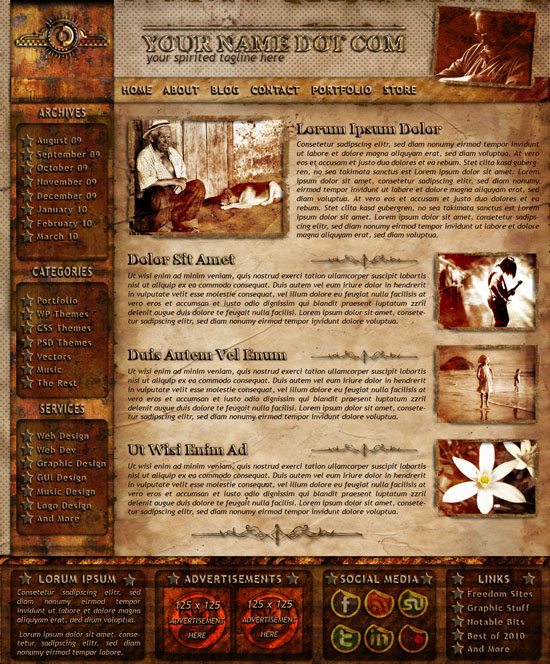 YOUR NAME DOT COM
your spirited tagline here
HOME ABOUT BLOG CONTACT PORTFOLIO STORE
ARCHIVES
August 09
September 09
October 09
November 09
December 09
January 10
February 10
March 10
CATEGORIES
Portfolio
WP Themes
CSS Themes
PSD Themes
Vectors
Music
The Rest
SERVICES
Web Design
Web Dev
Graphic Design
GUI Design
Music Design
Logo Design
And More
Lorum Ipsum Dolor
Consetetur sadipscing elitr, sed diam nonumy eirmod tempor invidunt
ut labore et dolore magna aliquyam erat, sed diam voluptua. At vero
eos et accusam et justo duo dolores et ea rebum. Stet clita kasd guberg-
ren, no sea takimata sanctus est Lorem ipsum dolor sit amet. Lorem
ipsum dolor sit amet, consetetur sadipscing elitr, sed diam nonumy
eirmod tempor invidunt ut labore et dolore magna aliquyam erat, sed
diam voluptua. At vero eos et accusam et justo duo dolores et ea
rebum. Stet clita kasd gubergren, no sea takimata sanctus est Lorem
ipsum dolor sit amet. Lorem ipsum dolor sit amet, consetetur sadips-
cing elitr, sed diam nonumy eirmod tempor invidunt ut labore et
dolore magna aliquyam erat, sed diam voluptua.
Dolor Sit Amet
Ut wisi enim ad minim veniam, quis nostrud exerci tation ullamcorper suscipit lobortis
nisl ut aliquip ex ea commodo consequat. Duis autem vel eum iriure dolor in hendrerit
in vulputate velit esse molestie consequat, vel illum dolore eu feugiat nulla facilisis at
vero eros et accumsan et iusto odio dignissim qui blandit praesent luptatum zzril
delenit augue duis dolore te feugait nulla facilisi. Lorem ipsum dolor sit amet, conse-
tetur sadipscing elitr, sed diam nonumy eirmod tempor invidunt dolore voluptua.
Duis Autem Vel Enum
Ut wisi enim ad minim veniam, quis nostrud exerci tation ullamcorper suscipit lobortis
nisl ut aliquip ex ea commodo consequat. Duis autem vel eum iriure dolor in hendrerit
in vulputate velit esse molestie consequat, vel illum dolore eu feugiat nulla facilisis at
vero eros et accumsan et iusto odio dignissim qui blandit praesent luptatum zzril
delenit augue duis dolore te feugait nulla facilisi. Lorem ipsum dolor sit amet, conse-
tetur sadipscing elitr, sed diam nonumy eirmod tempor invidunt dolore voluptua.
Ut Wisi Enim Ad
Ut wisi enim ad minim veniam, quis nostrud exerci tation ullamcorper suscipit lobortis
nisl ut aliquip ex ea commodo consequat. Duis autem vel eum iriure dolor in hendrerit
in vulputate velit esse molestie consequat, vel illum dolore eu feugiat nulla facilisis at
vero eros et accumsan et iusto odio dignissim qui blandit praesent luptatum zzril
delenit augue duis dolore te feugait nulla facilisi. Lorem ipsum dolor sit amet, conse-
tetur sadipscing elitr, sed diam nonumy eirmod tempor invidunt dolore voluptua.
LORUM IPSUM
Consetetur sadipscing elitr, sed
diam nonumy eirmod tempor
invidunt ut labore et dolore
magna aliquyam erat, sed diam
voluptua.
Lorem ipsum dolor sit amet, conse-
tetur sadipscing elitr, sed diam
nonumy eirmod tempor invidunt
dolore voluptua.
ADVERTISEMENTS
125 x 125
ADVERTISEMENT
HERE
125 x 125
ADVERTISEMENT
HERE
SOCIAL MEDIA
LINKS
Freedom Sites
Graphic Stuff
Notable Bits
Best of 2010
And More